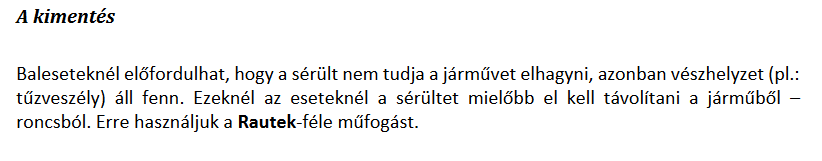 A kimentés
Baleseteknél előfordulhat, hogy a sérült nem tudja a járművet elhagyni, azonban vészhelyzet (pl.:
tűzveszély) áll fenn. Ezeknél az eseteknél a sérültet mielőbb el kell távolítani a járműből –
roncsból. Erre használjuk a Rautek-féle műfogást.